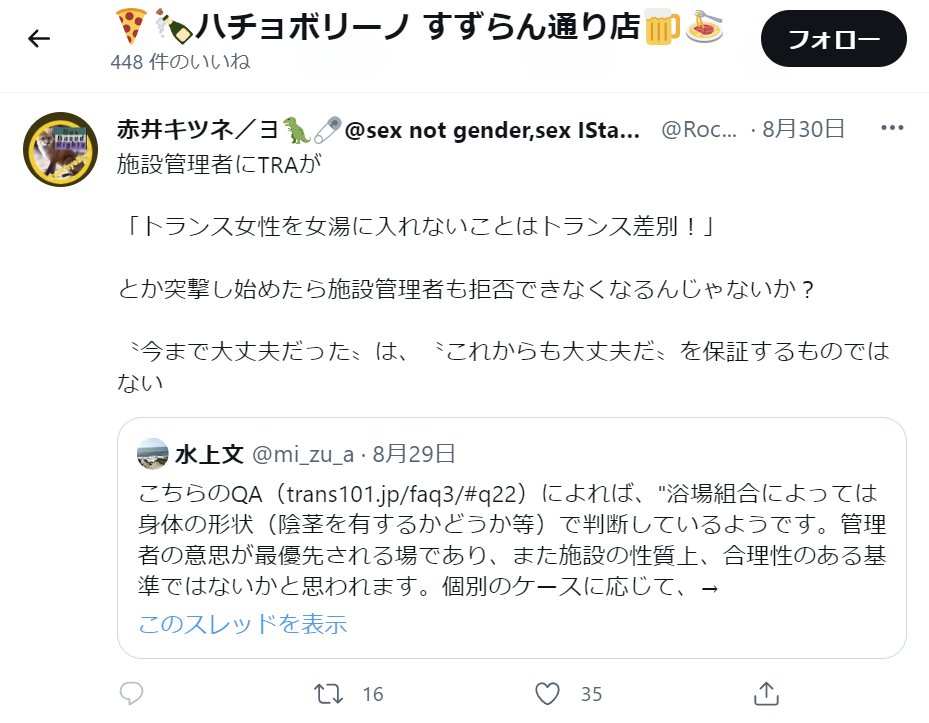 🍕🍾ハチョボリーノ すずらん通り店🍺🍝
448 件のいいね
フォロー
赤井キツネ／ヨ🦖🧷@sex not gender,sex ISta... @Roc... · 8月30日
施設管理者にTRAが
「トランス女性を女湯に入れないことはトランス差別！」
とか突撃し始めたら施設管理者も拒否できなくなるんじゃないか？
〝今まで大丈夫だった〟は、〝これからも大丈夫だ〟を保証するものでは
ない
水上文 @mi_zu_a · 8月29日
こちらのQA（trans101.jp/faq3/#q22）によれば、"浴場組合によっては
身体の形状（陰茎を有するかどうか等）で判断しているようです。管理
者の意思が最優先される場であり、また施設の性質上、合理性のある基
準ではないかと思われます。個別のケースに応じて、→
このスレッドを表示
16
35